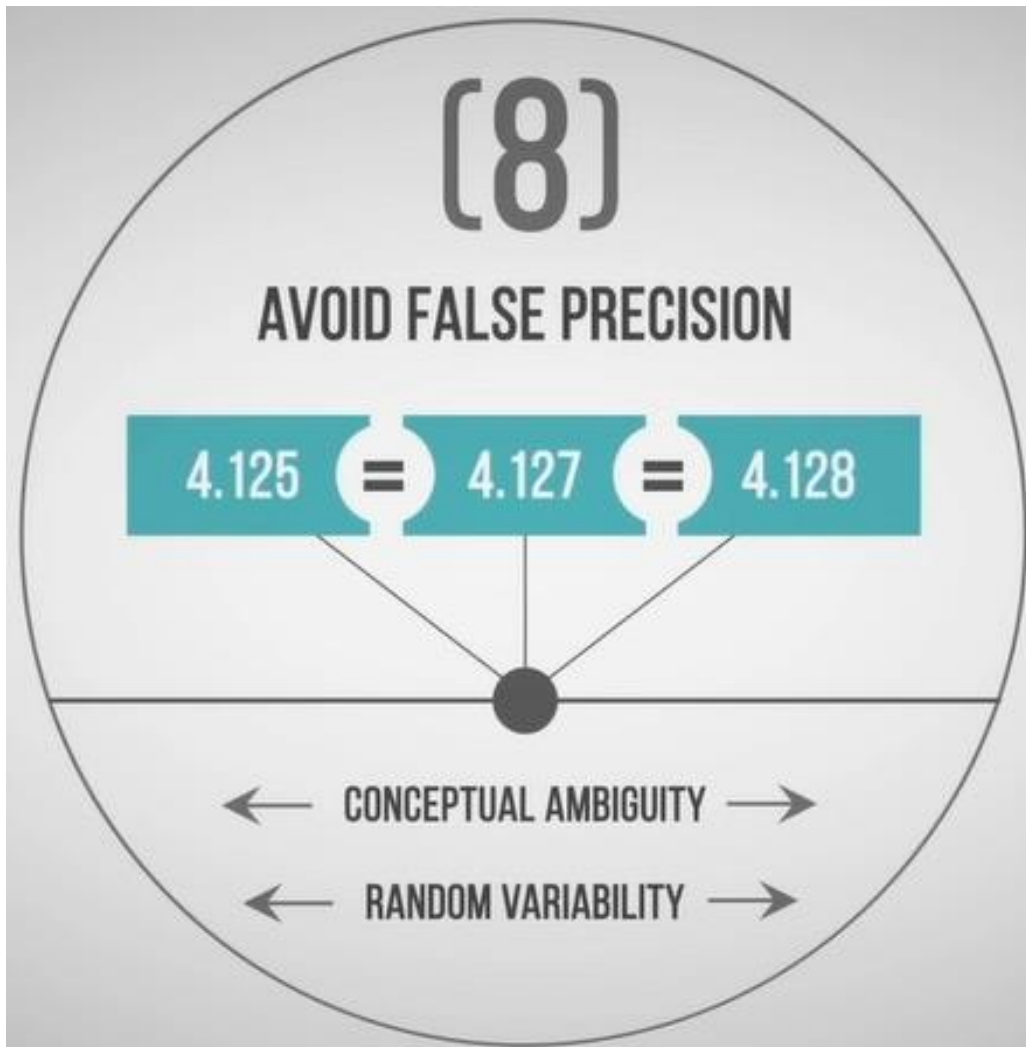 (8)
AVOID FALSE PRECISION
4.125 = 4.127 = 4.128
CONCEPTUAL AMBIGUITY
RANDOM VARIABILITY